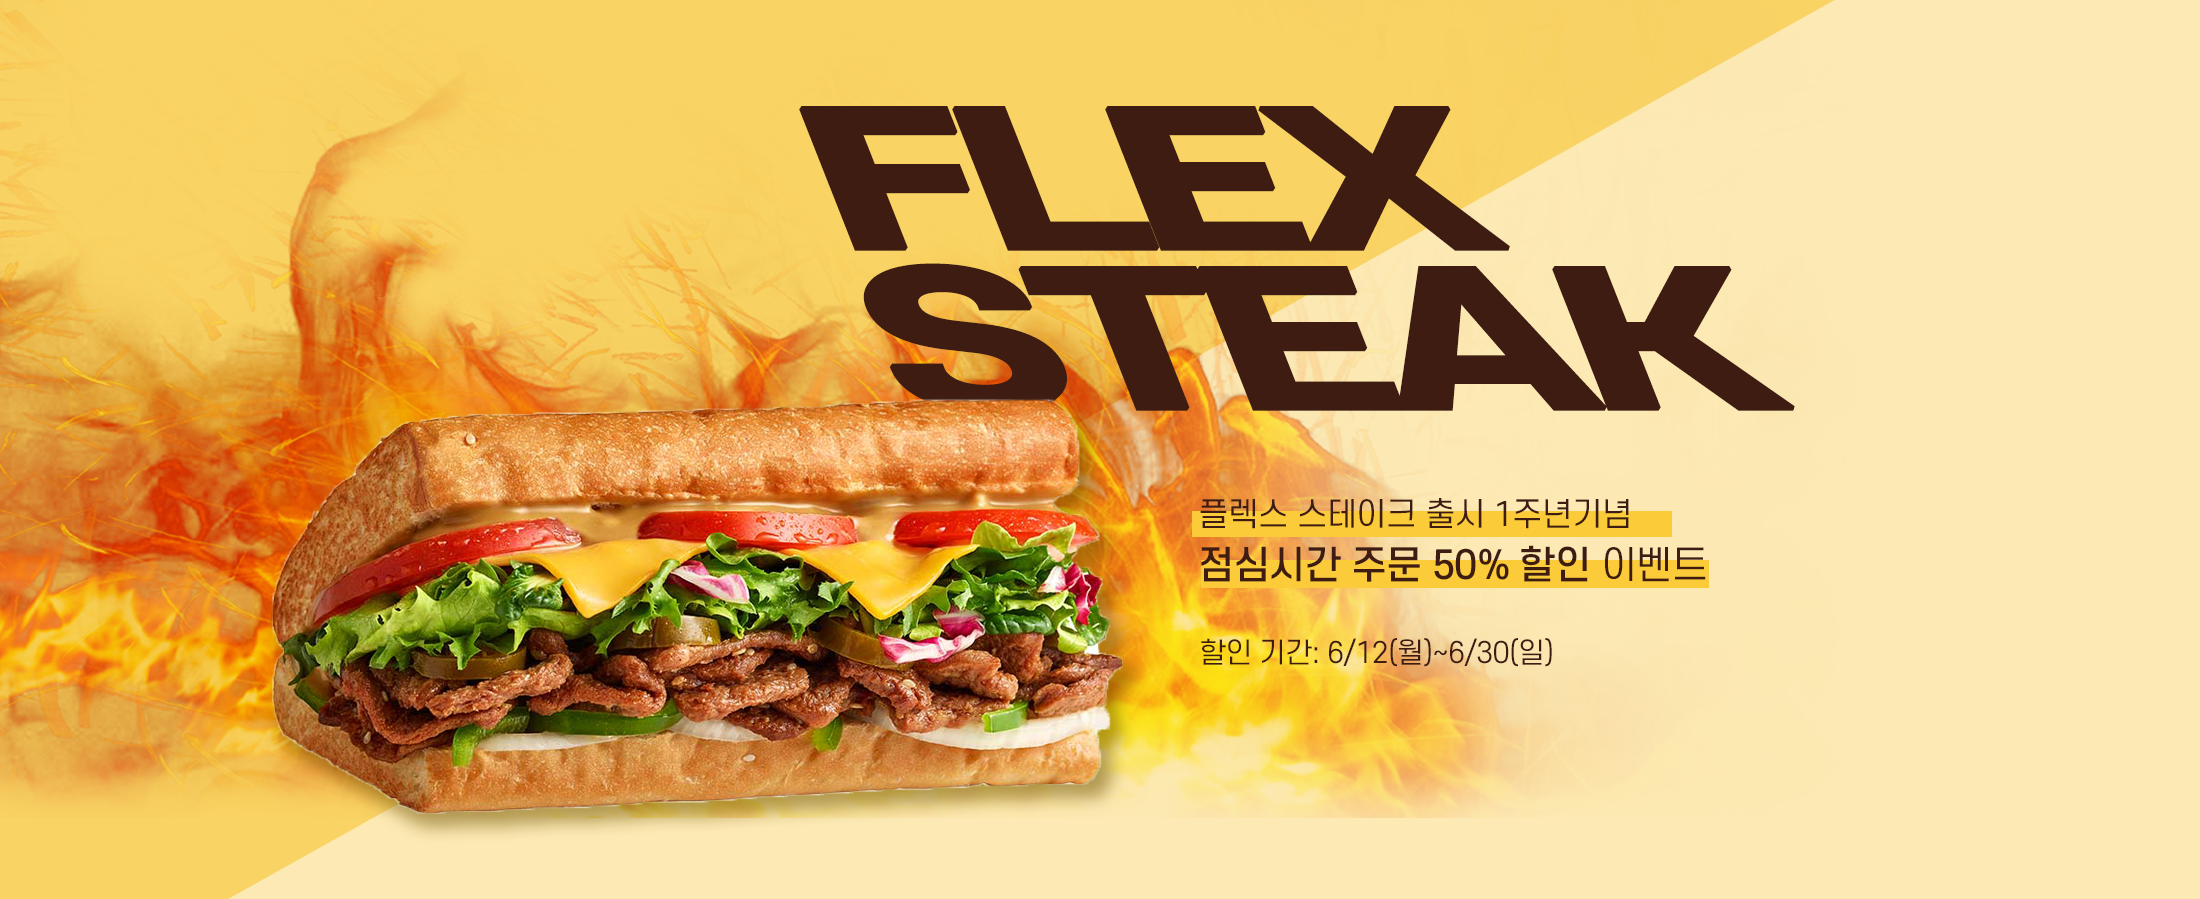 FLEX
STEAK
플렉스 스테이크 출시 1주년기념
점심시간 주문 50% 할인 이벤트
할인 기간: 6/12(월)~6/30(일)